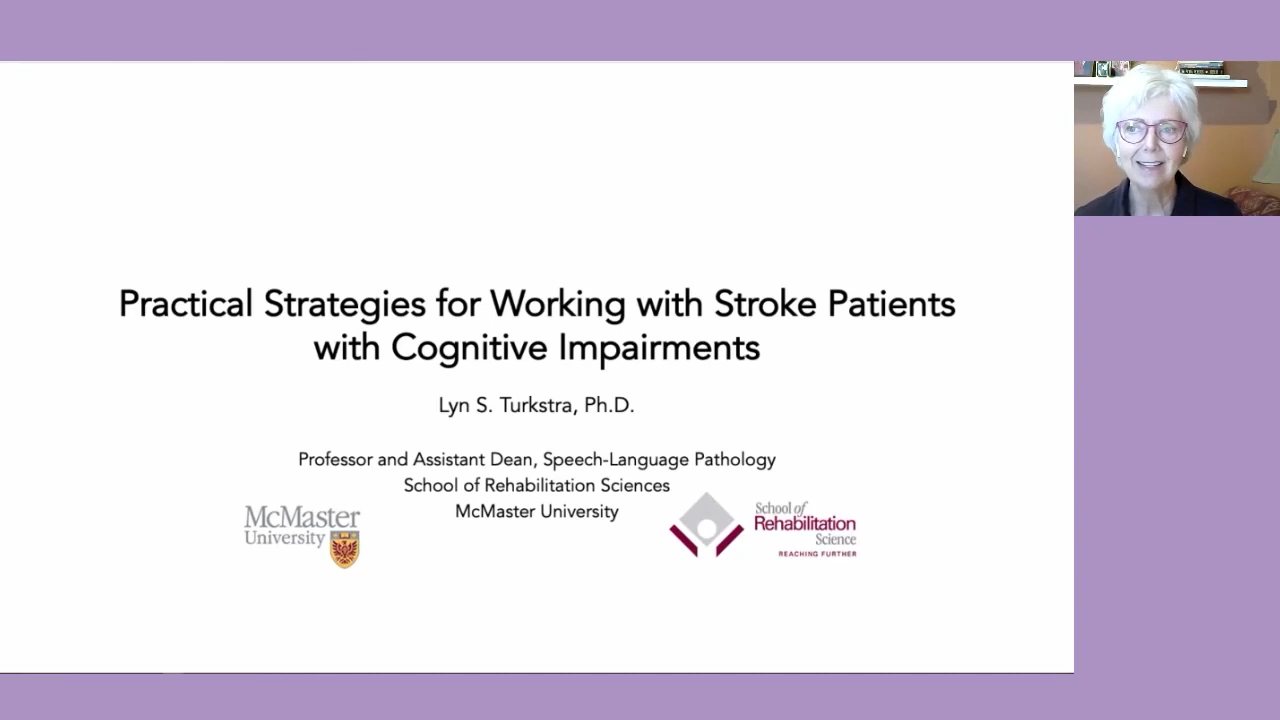 Practical Strategies for Working with Stroke Patients
with Cognitive Impairments
Lyn S. Turkstra, Ph.D.
Professor and Assistant Dean, Speech-Language Pathology
School of Rehabilitation Sciences
McMaster University
McMaster
University
School of
Rehabilitation
Science
REACHING FURTHER